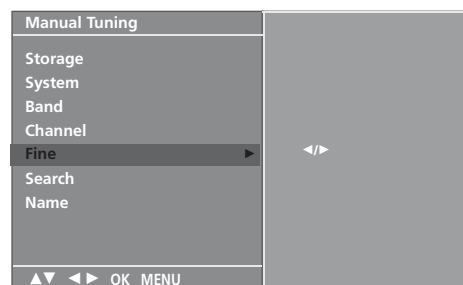 Manual Tuning
Storage
System
Band
Channel
Fine ► ◄/►
Search
Name
▲▼ ◄ ► OK MENU